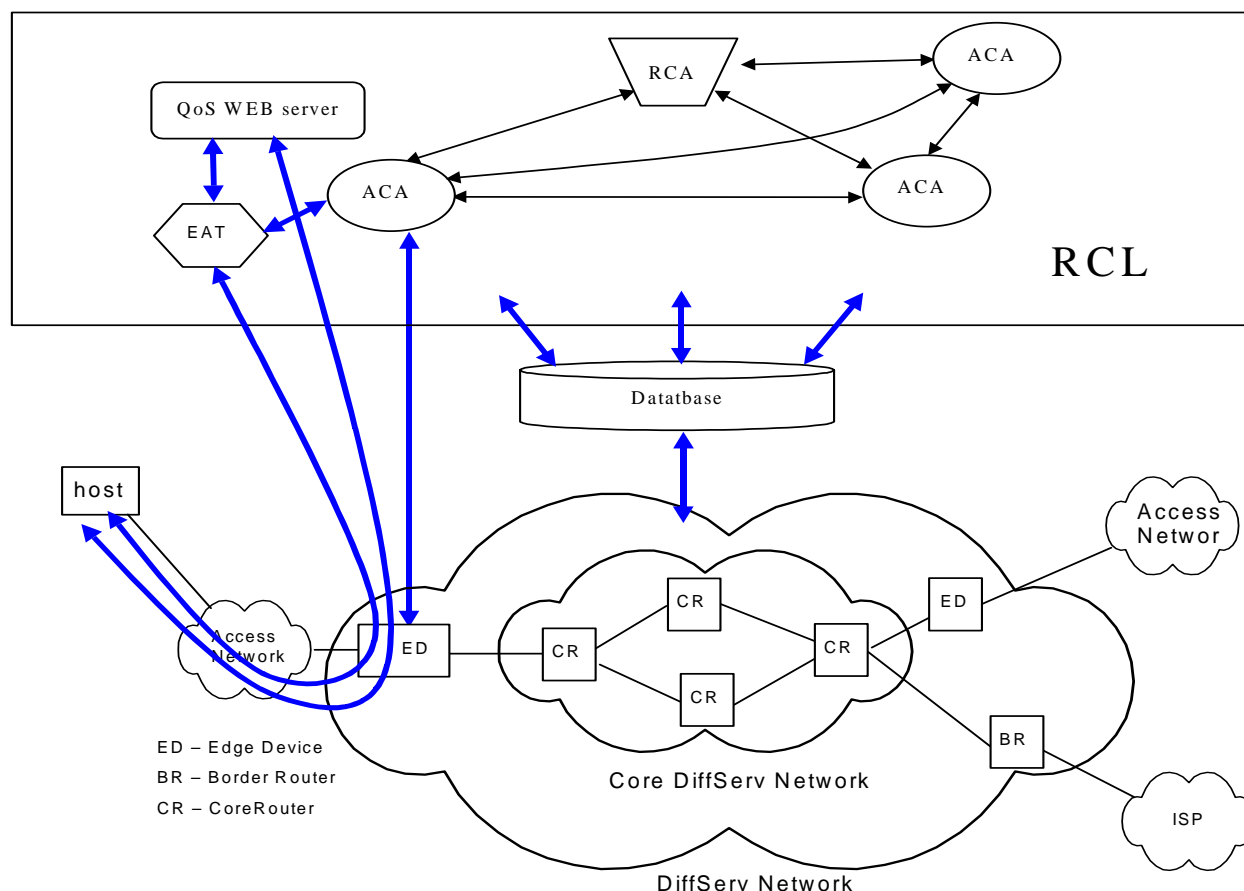 RCA
ACA
QoS WEB server
ACA
ACA
EAT
RCL
Datatbase
host
Access
Networ
Access
Network
ED
CR
CR
CR
CR
ED
BR
ED – Edge Device
BR – Border Router
CR – CoreRouter
Core DiffServ Network
ISP
DiffServ Network